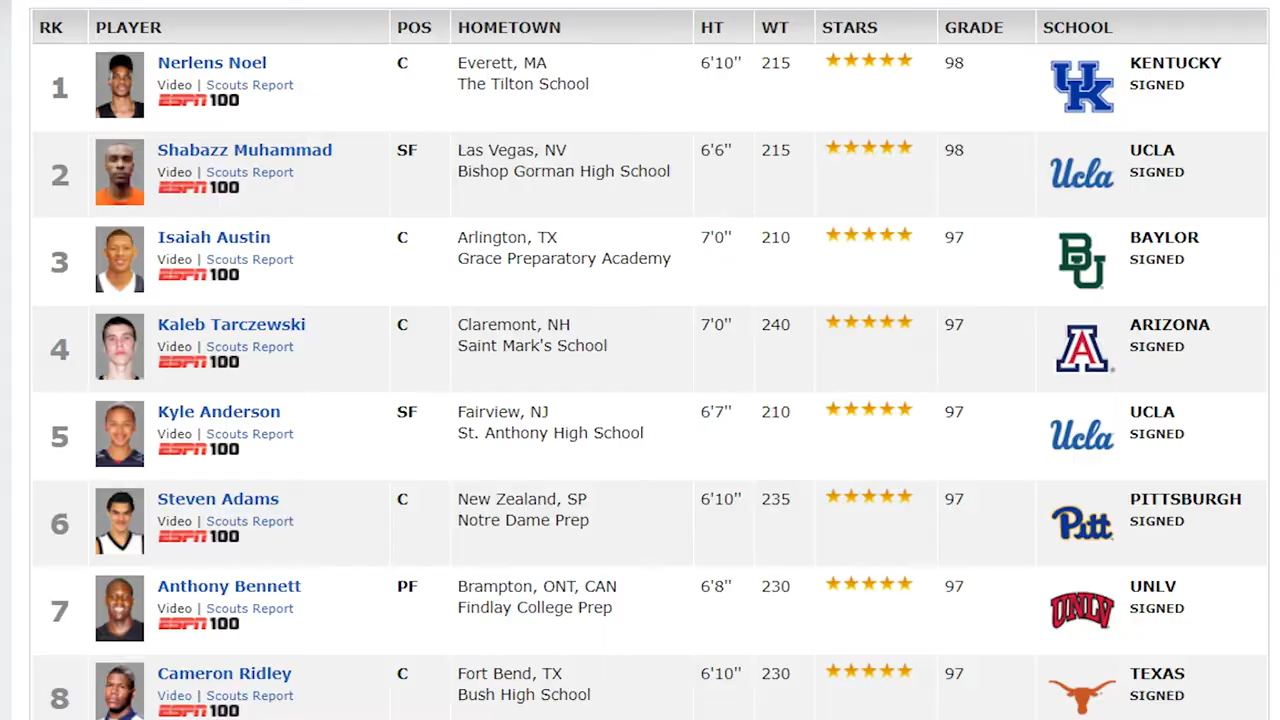 RK PLAYER POS HOMETOWN HT WT STARS GRADE SCHOOL
1 Nerlens Noel C Everett, MA 6'10" 215 98 UK KENTUCKY
Video | Scouts Report The Tilton School SIGNED
ESPN 100
2 Shabazz Muhammad SF Las Vegas, NV 6'6" 215 98 Ucla UCLA
Video | Scouts Report Bishop Gorman High School SIGNED
ESPN 100
3 Isaiah Austin C Arlington, TX 7'0" 210 97 BU BAYLOR
Video | Scouts Report Grace Preparatory Academy SIGNED
ESPN 100
4 Kaleb Tarczewski C Claremont, NH 7'0" 240 97 A ARIZONA
Video | Scouts Report Saint Mark's School SIGNED
ESPN 100
5 Kyle Anderson SF Fairview, NJ 6'7" 210 97 Ucla UCLA
Video | Scouts Report St. Anthony High School SIGNED
ESPN 100
6 Steven Adams C New Zealand, SP 6'10" 235 97 Pitt PITTSBURGH
Video | Scouts Report Notre Dame Prep SIGNED
ESPN 100
7 Anthony Bennett PF Brampton, ONT, CAN 6'8" 230 97 UNLV UNLV
Video | Scouts Report Findlay College Prep SIGNED
ESPN 100
8 Cameron Ridley C Fort Bend, TX 6'10" 230 97 TEXAS
Video | Scouts Report Bush High School SIGNED
ESPN 100